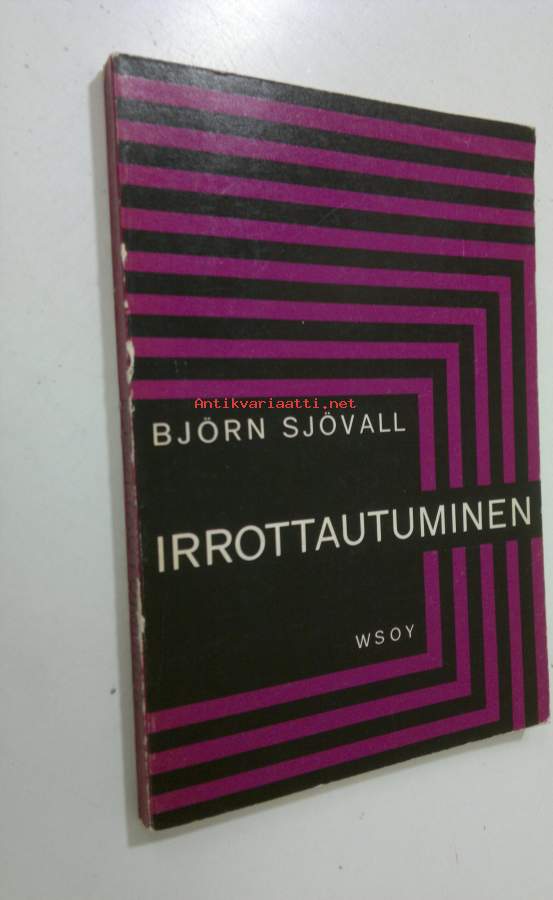 Antikvariaatti.net
BJÖRN SJÖVALL
IRROTTAUTUMINEN
WSOY